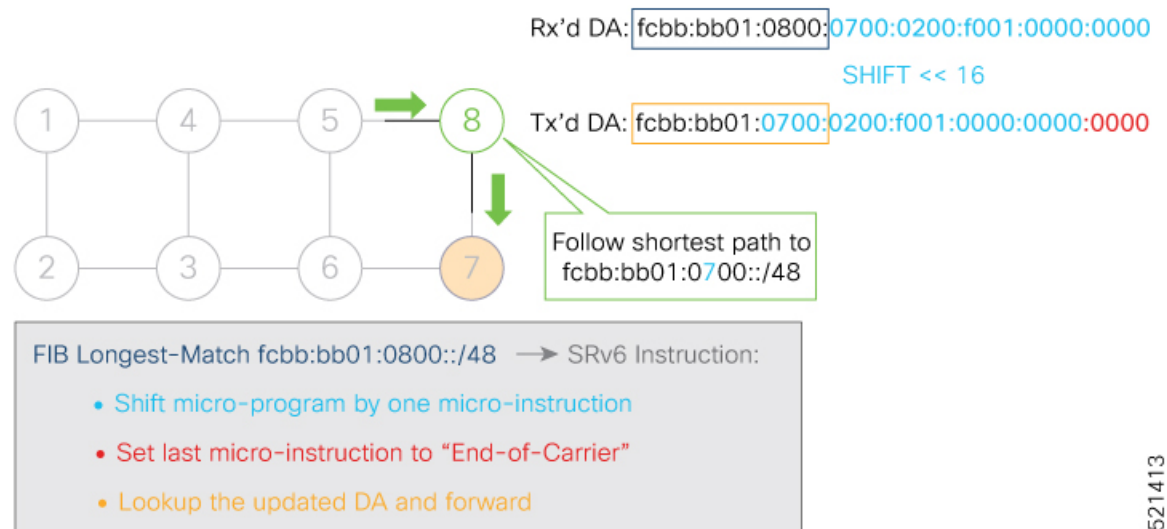 Rx'd DA: fcbb:bb01:0800:0700:0200:f001:0000:0000
SHIFT << 16
Tx'd DA: fcbb:bb01:0700:0200:f001:0000:0000:0000
1
4
5
8
2
3
6
7
Follow shortest path to
fcbb:bb01:0700::/48
FIB Longest-Match fcbb:bb01:0800::/48 → SRv6 Instruction:
• Shift micro-program by one micro-instruction
• Set last micro-instruction to "End-of-Carrier"
• Lookup the updated DA and forward
521413